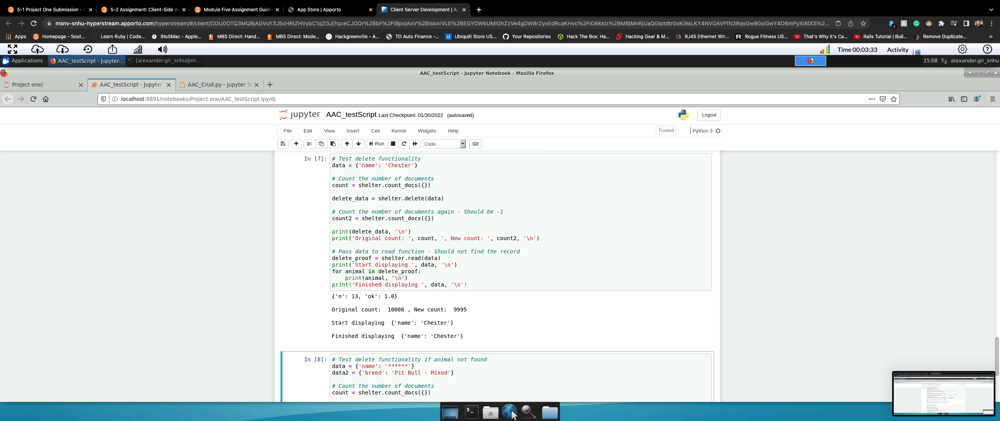 5-1 Project One Submission -
5-2 Assignment: Client-Side A
Module Five Assignment Guide
App Store | Apporto
Client Server Development | Ap
msnv-snhu-hyperstream.apporto.com/hyperstream/#/client/
Apps
Homepage - Sout...
Learn Ruby | Code...
9to5Mac - Apple...
MBS Direct: Hand...
MBS Direct: Mode...
Hackgreenville - A...
TD Auto Finance -...
Ubiquiti Store US...
Your Repositories
Hack The Box: Ha...
Hacking Gear & M...
RJ45 Ethernet Wir...
Rogue Fitness US...
That's Why it's Ca...
Rails Tutorial | Buil...
Remove Duplicate...
»
Time 00:03:33 Activity
Applications
AAC_testScript - Jupyter...
[alexander.gri_snhu@m...
15:08 alexander.gri_snhu
AAC_testScript - Jupyter Notebook - Mozilla Firefox
Project one/
AAC_testScript - Jupyter
AAC_Crud.py - Jupyter Te
localhost:8891/notebooks/Project one/AAC_testScript.ipynb
jupyter AAC_testScript Last Checkpoint: 01/30/2022 (autosaved)
Logout
File Edit View Insert Cell Kernel Widgets Help
Trusted
Python 3
Run
Code
In [7]:
# Test delete functionality
data = {'name': 'Chester'}
# Count the number of documents
count = shelter.count_docs({})
delete_data = shelter.delete(data)
# Count the number of documents again - Should be -1
count2 = shelter.count_docs({})
print(delete_data, '\n')
print('Original count: ', count, ', New count: ', count2, '\n')
# Pass data to read function - Should not find the record
delete_proof = shelter.read(data)
print('Start displaying ', data, '\n')
for animal in delete_proof:
    print(animal, '\n')
print('Finished displaying ', data, '\n')
{'n': 13, 'ok': 1.0}
Original count:  10008 , New count:  9995
Start displaying  {'name': 'Chester'}
Finished displaying  {'name': 'Chester'}
In [8]:
# Test delete functionality if animal not found
data = {'name': '******'}
data2 = {'breed': 'Pit Bull - Mixed'}
# Count the number of documents
count = shelter.count_docs({})